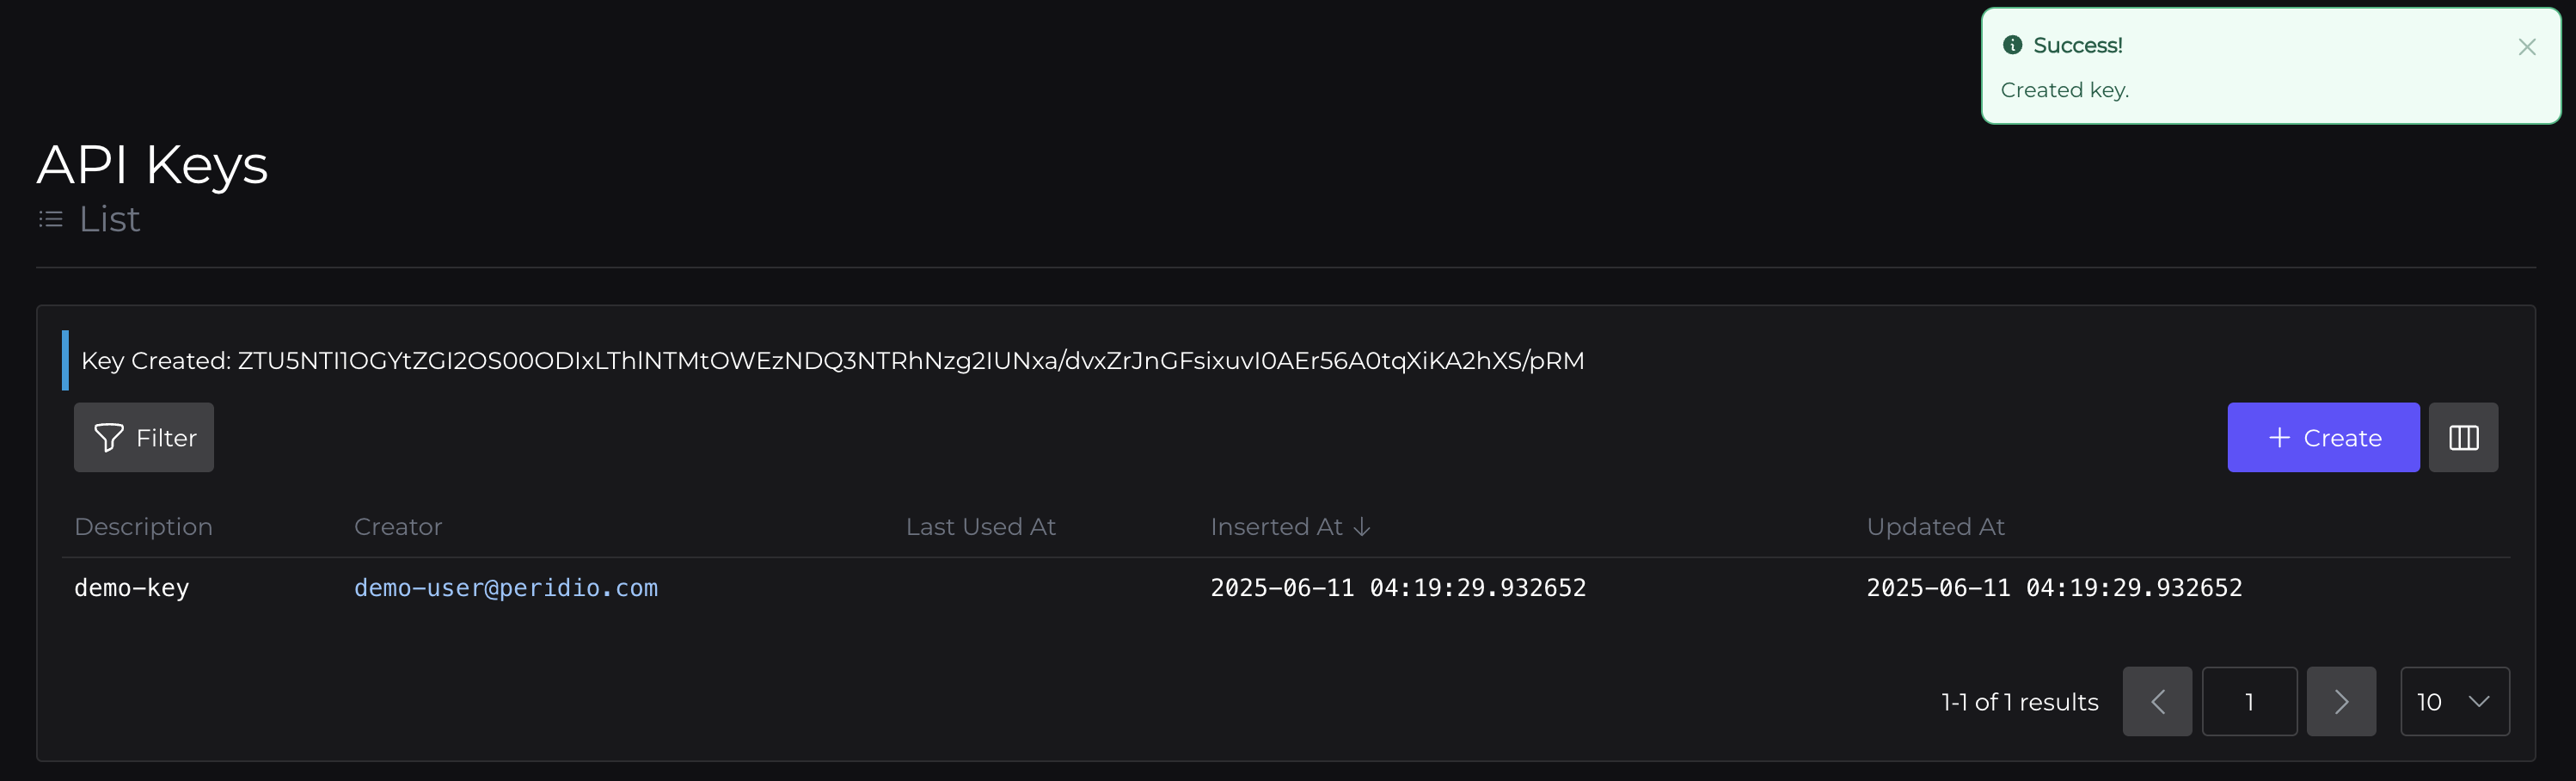 Success!
Created key.
API Keys
List
Key Created: ZTU5NTI1OGYtZGI2OS00ODIxLThlNTMtOWEzNDQ3NTRhNzg2IUNxa/dvxZrJnGFsixuvI0AEr56A0tqXiKA2hXS/pRM
Filter
Create
Description Creator Last Used At Inserted At Updated At
demo-key demo-user@peridio.com 2025-06-11 04:19:29.932652 2025-06-11 04:19:29.932652
1-1 of 1 results 1 10